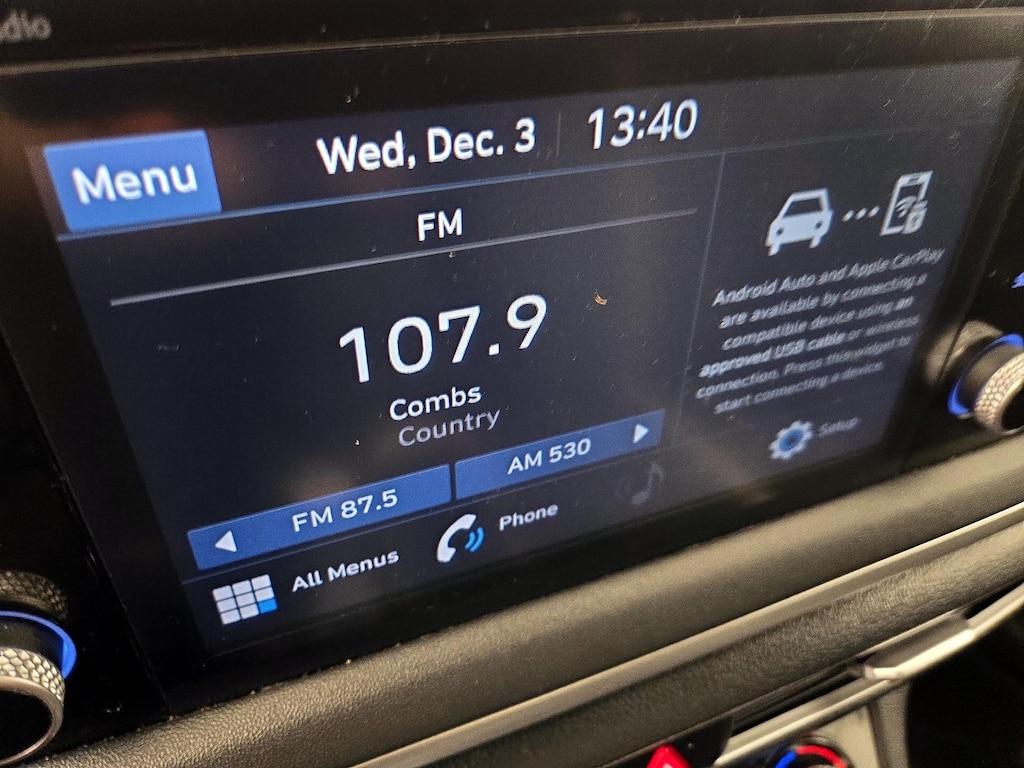 Menu
Wed, Dec. 3
13:40
FM
107.9
Combs
Country
FM 87.5
AM 530
All Menus
Phone
Android Auto and Apple CarPlay
are available by connecting a
compatible device using an
approved USB cable or wireless
connection. Press this widget to
start connecting a device.
Setup